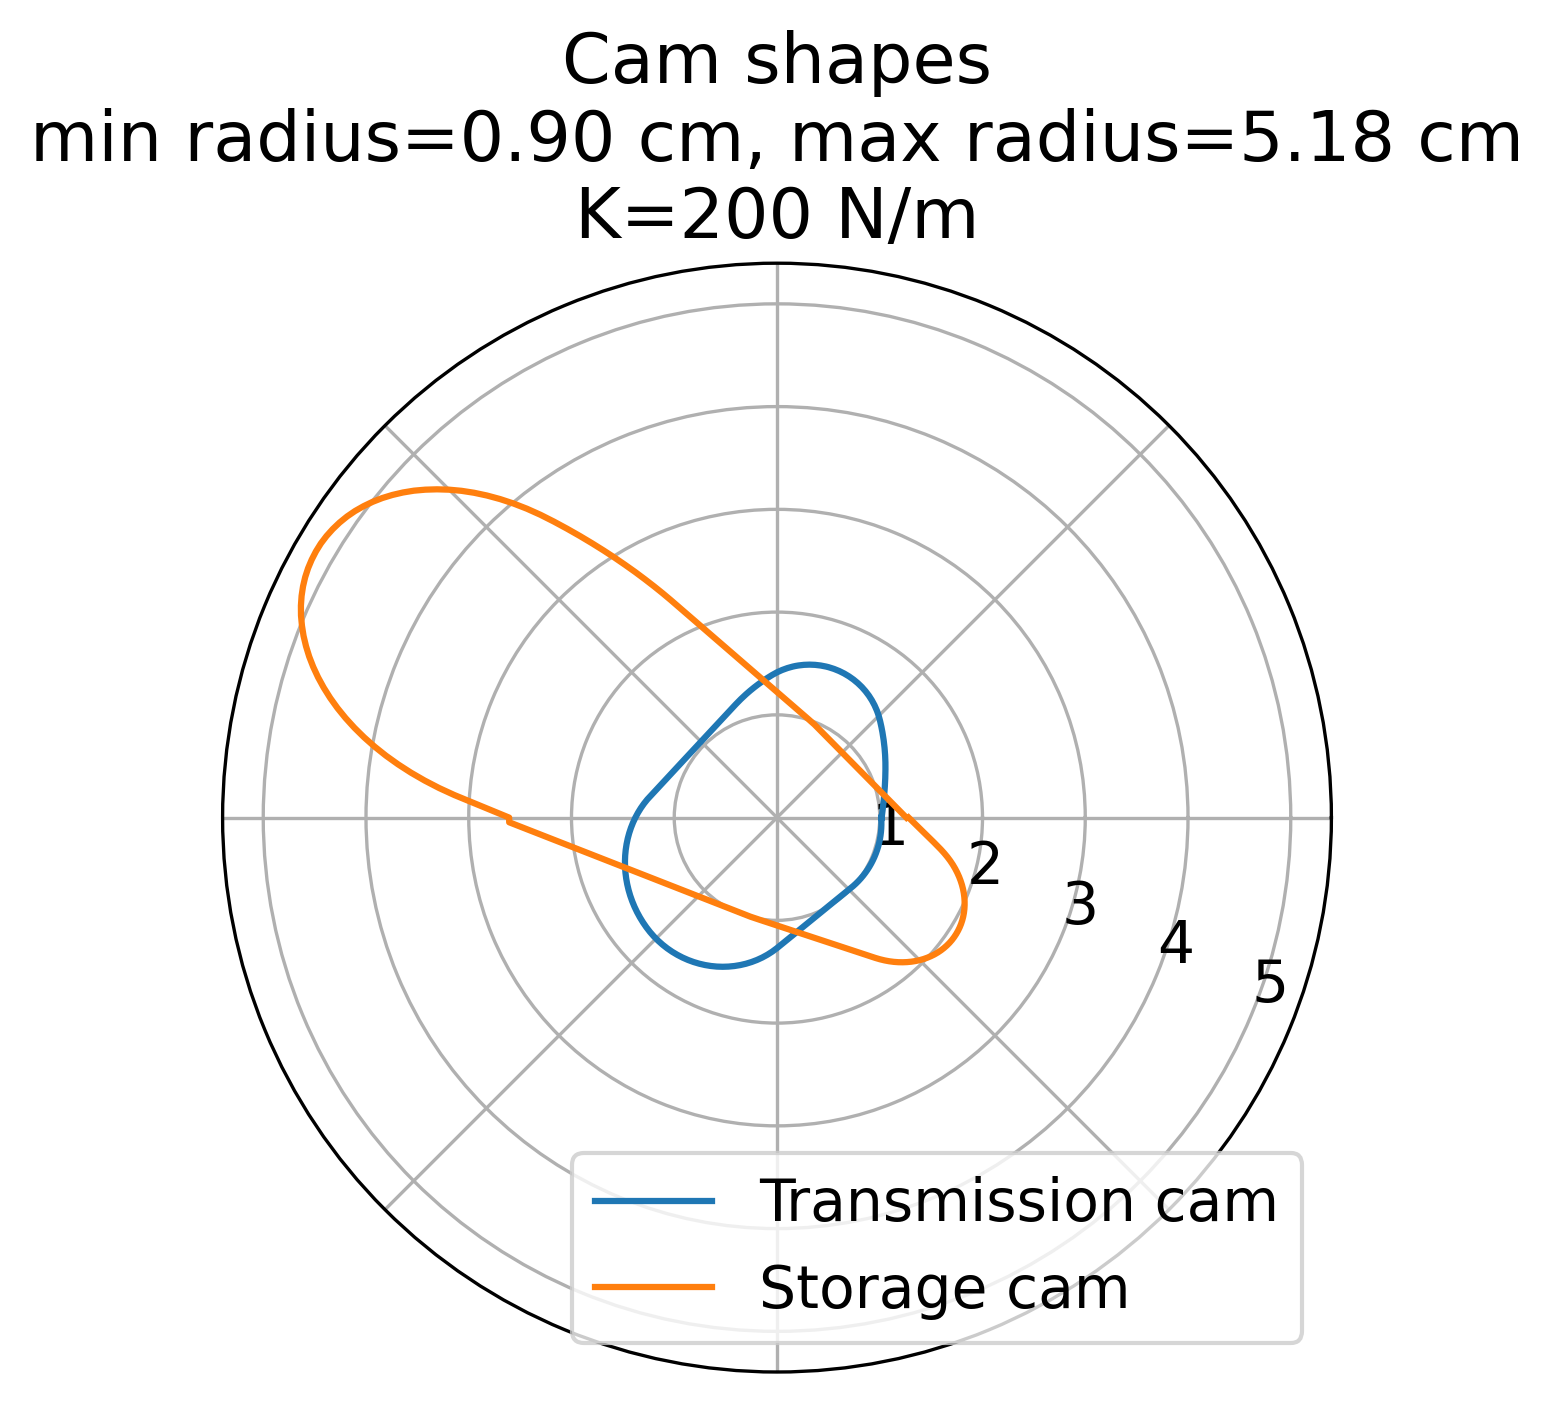 Cam shapes
min radius=0.90 cm, max radius=5.18 cm
K=200 N/m
1
2
3
4
5
Transmission cam
Storage cam